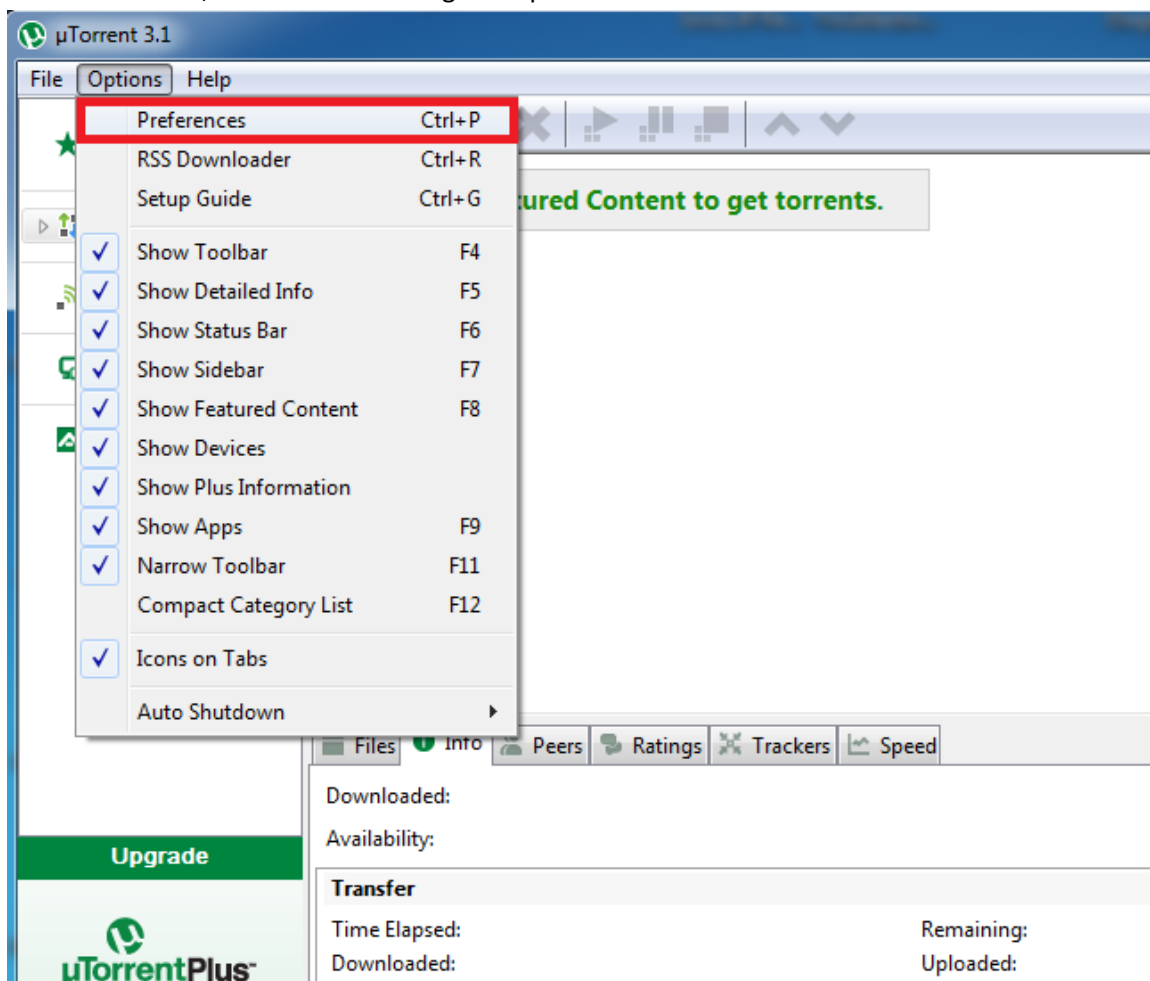 µTorrent 3.1
File Options Help
Preferences Ctrl+P
RSS Downloader Ctrl+R
Setup Guide Ctrl+G
tured Content to get torrents.
Show Toolbar F4
Show Detailed Info F5
Show Status Bar F6
Show Sidebar F7
Show Featured Content F8
Show Devices
Show Plus Information
Show Apps F9
Narrow Toolbar F11
Compact Category List F12
Icons on Tabs
Auto Shutdown
Files Info Peers Ratings Trackers Speed
Downloaded:
Availability:
Upgrade
Transfer
Time Elapsed: Remaining:
Downloaded: Uploaded:
µTorrentPlus